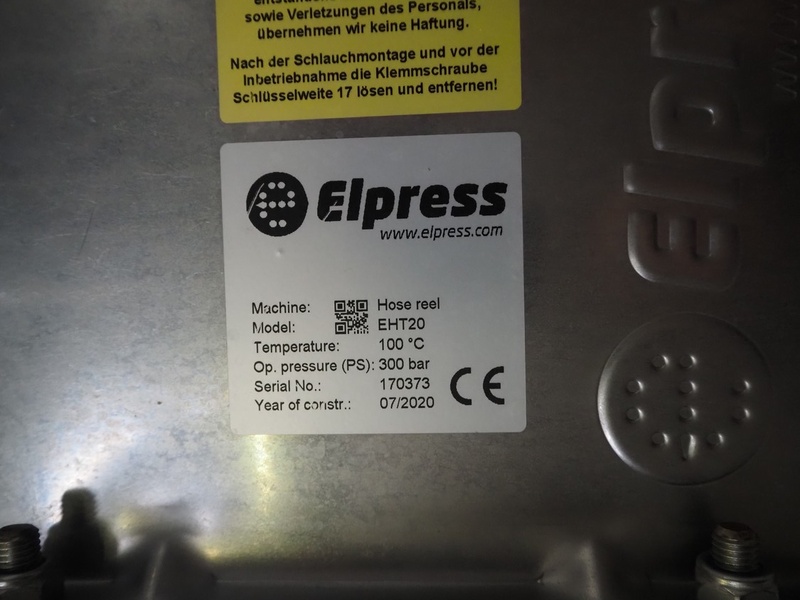 sowie Verletzungen des Personals,
übernehmen wir keine Haftung.
Nach der Schlauchmontage und vor der
Inbetriebnahme die Klemmschraube
Schlüsselweite 17 lösen und entfernen!
Elpress
www.elpress.com
Machine: Hose reel
Model: EHT20
Temperature: 100 °C
Op. pressure (PS): 300 bar
Serial No.: 170373
Year of constr.: 07/2020
CE
Elpr